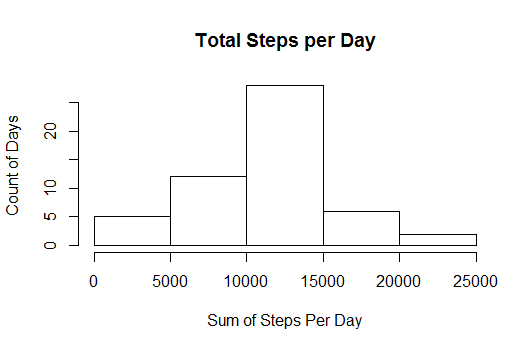 Total Steps per Day
Count of Days
20
10
5
0
0 5000 10000 15000 20000 25000
Sum of Steps Per Day